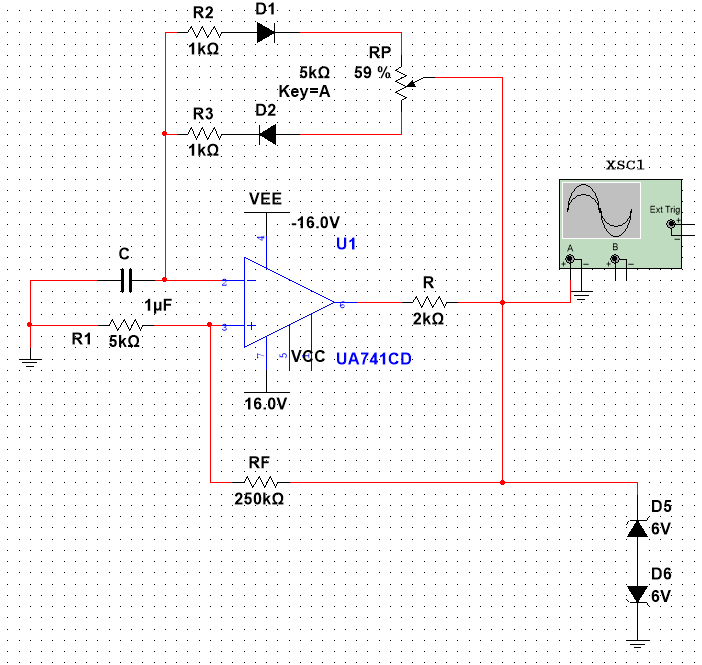 R2
1kΩ
D1
RP
5kΩ 59 %
Key=A
R3
1kΩ
D2
XSC1
Ext Trig
+
-
A
B
+ - + -
VEE
-16.0V
4
U1
C
1µF
2
6
R
2kΩ
R1
5kΩ
3
7
5
VCC
1
UA741CD
16.0V
RF
250kΩ
D5
6V
D6
6V